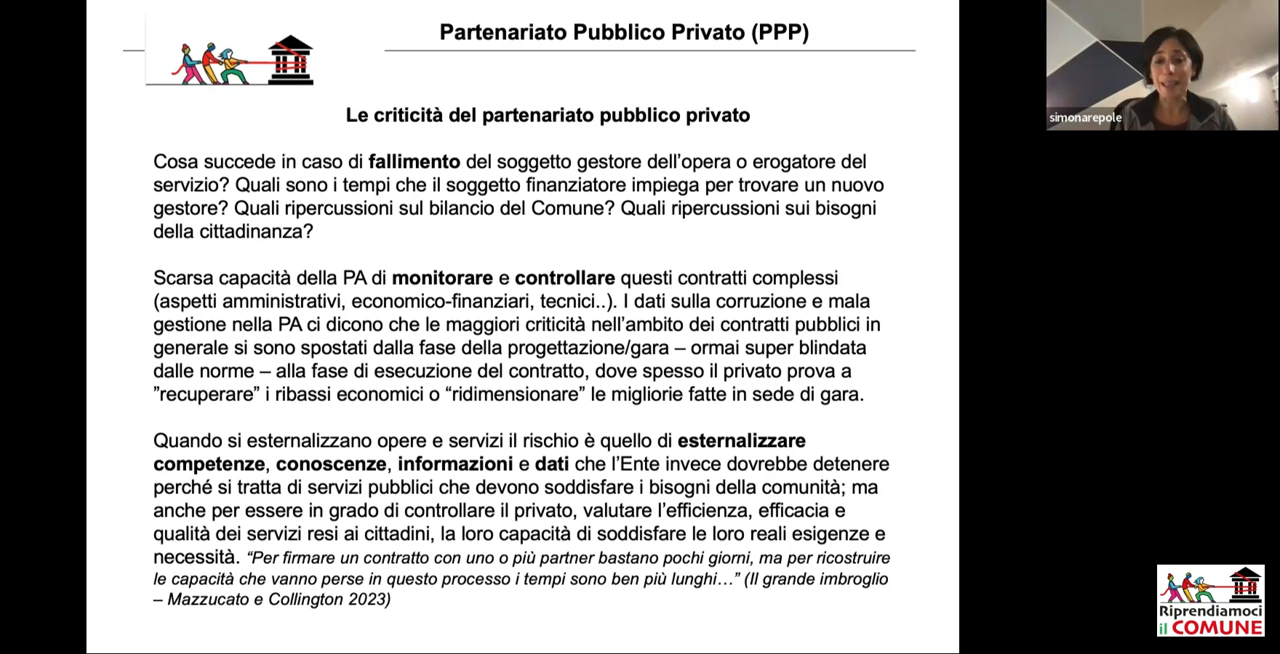 Partenariato Pubblico Privato (PPP)
Le criticità del partenariato pubblico privato
Cosa succede in caso di fallimento del soggetto gestore dell'opera o erogatore del
servizio? Quali sono i tempi che il soggetto finanziatore impiega per trovare un nuovo
gestore? Quali ripercussioni sul bilancio del Comune? Quali ripercussioni sui bisogni
della cittadinanza?
Scarsa capacità della PA di monitorare e controllare questi contratti complessi
(aspetti amministrativi, economico-finanziari, tecnici..). I dati sulla corruzione e mala
gestione nella PA ci dicono che le maggiori criticità nell'ambito dei contratti pubblici in
generale si sono spostati dalla fase della progettazione/gara – ormai super blindata
dalle norme – alla fase di esecuzione del contratto, dove spesso il privato prova a
"recuperare" i ribassi economici o "ridimensionare" le migliorie fatte in sede di gara.
Quando si esternalizzano opere e servizi il rischio è quello di esternalizzare
competenze, conoscenze, informazioni e dati che l'Ente invece dovrebbe detenere
perché si tratta di servizi pubblici che devono soddisfare i bisogni della comunità; ma
anche per essere in grado di controllare il privato, valutare l'efficienza, efficacia e
qualità dei servizi resi ai cittadini, la loro capacità di soddisfare le loro reali esigenze e
necessità. "Per firmare un contratto con uno o più partner bastano pochi giorni, ma per ricostruire
le capacità che vanno perse in questo processo i tempi sono ben più lunghi…" (Il grande imbroglio
– Mazzucato e Collington 2023)
simonarepole
Riprendiamoci
il COMUNE